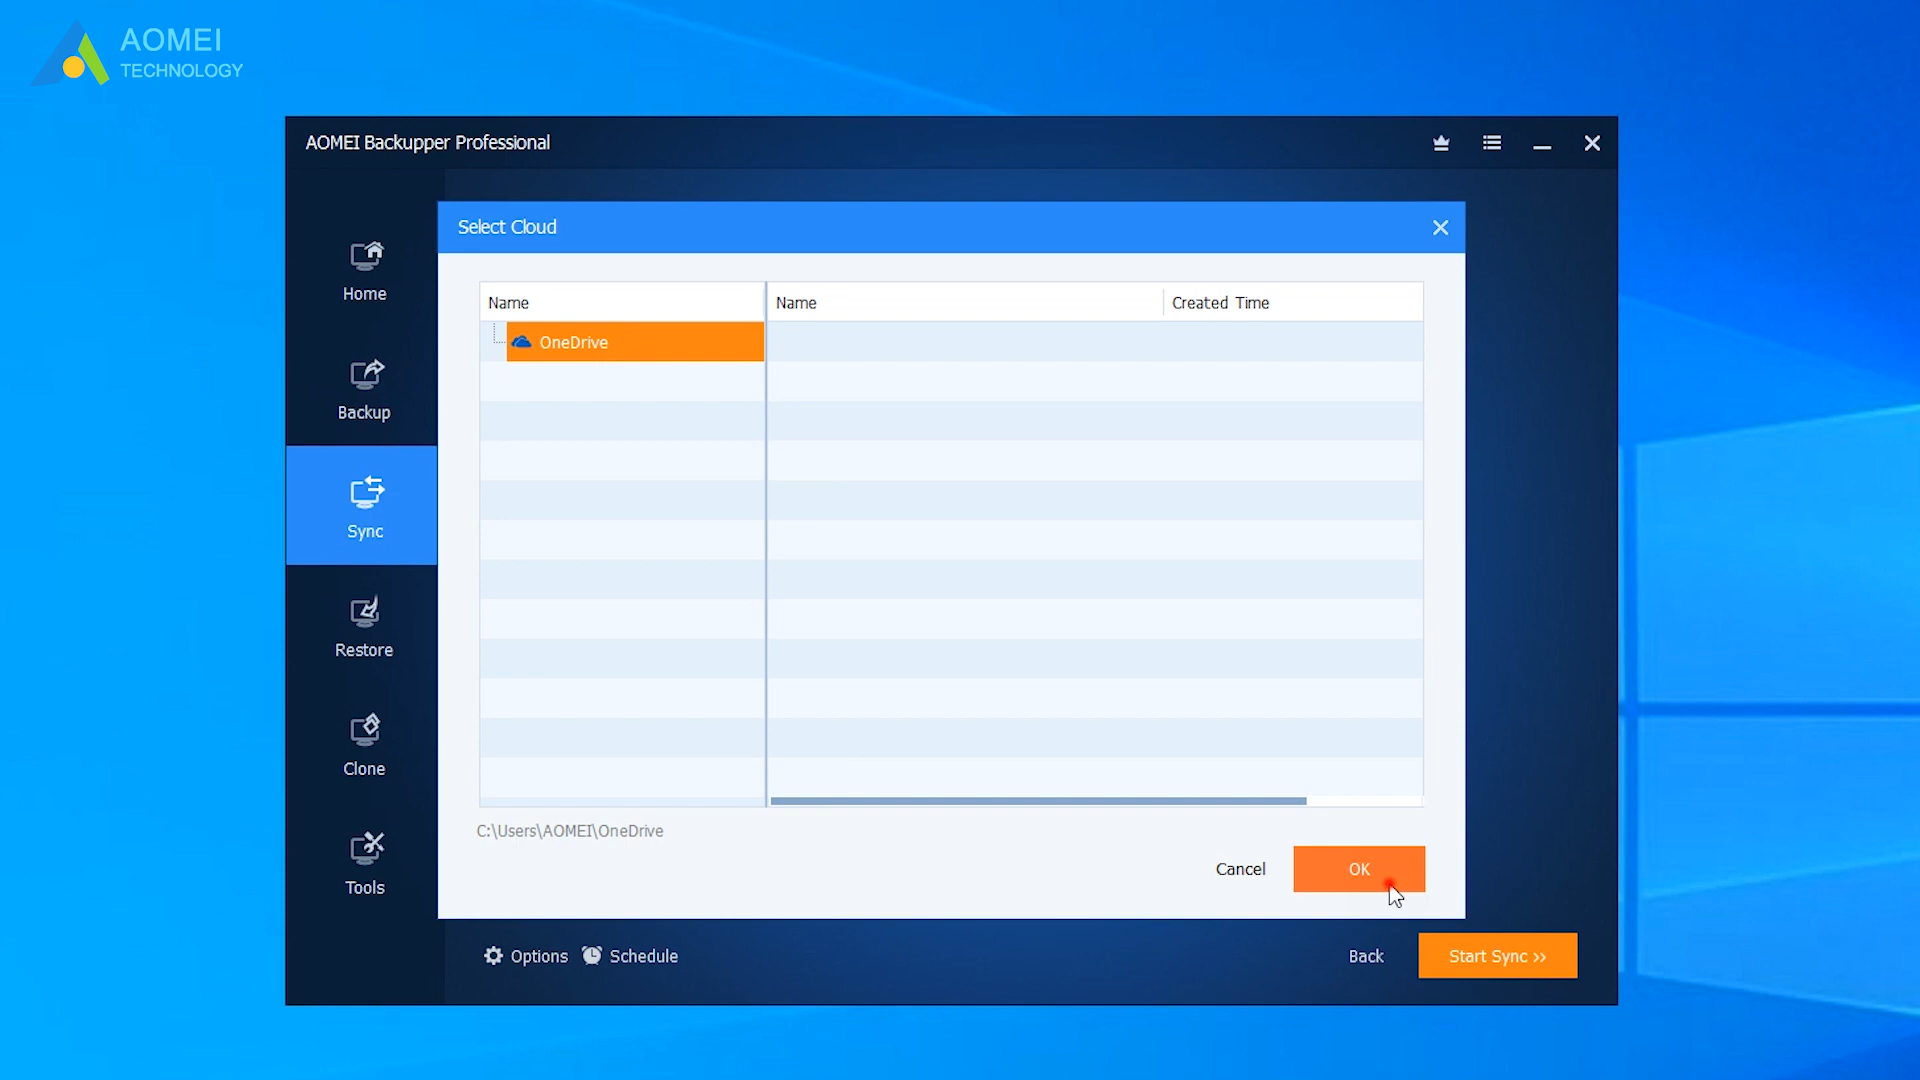 AOMEI
TECHNOLOGY
AOMEI Backupper Professional
Select Cloud
Home
Backup
Sync
Restore
Clone
Tools
Name
Name
Created Time
OneDrive
C:\Users\AOMEI\OneDrive
Cancel
OK
Options
Schedule
Back
Start Sync >>